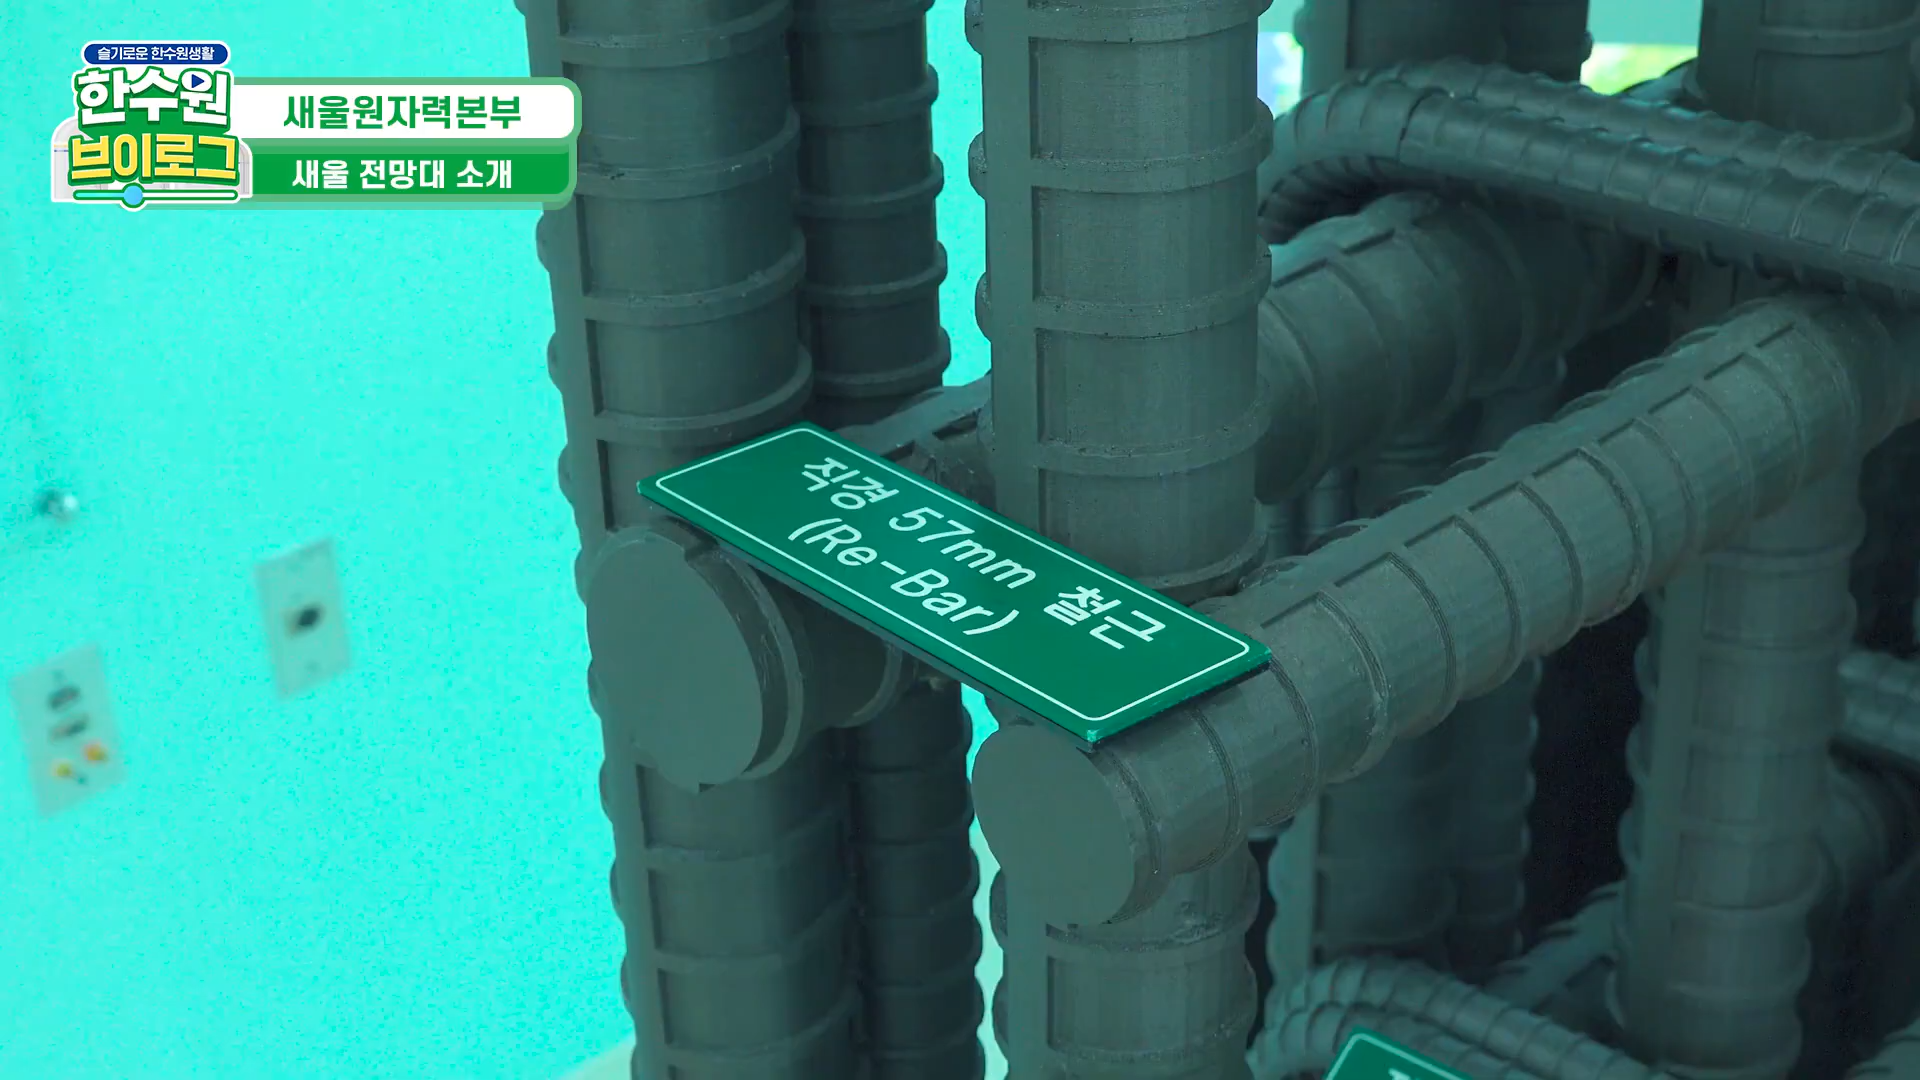 슬기로운 한수원생활
한수원
브이로그
새울원자력본부
새울 전망대 소개
직경 57mm 철근
(Re-Bar)